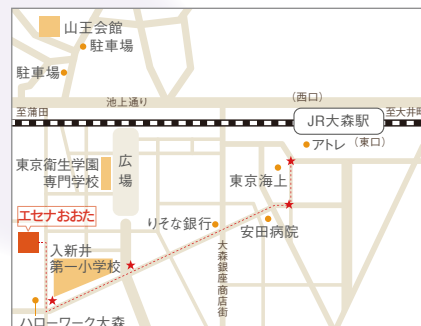 山王会館
駐車場
駐車場
池上通り
(西口)
至蒲田
JR大森駅
至大井町
アトレ
(東口)
東京衛生学園
専門学校
広場
東京海上
エセナおおた
りそな銀行
安田病院
入新井
第一小学校
大森銀座商店街
ハローワーク大森